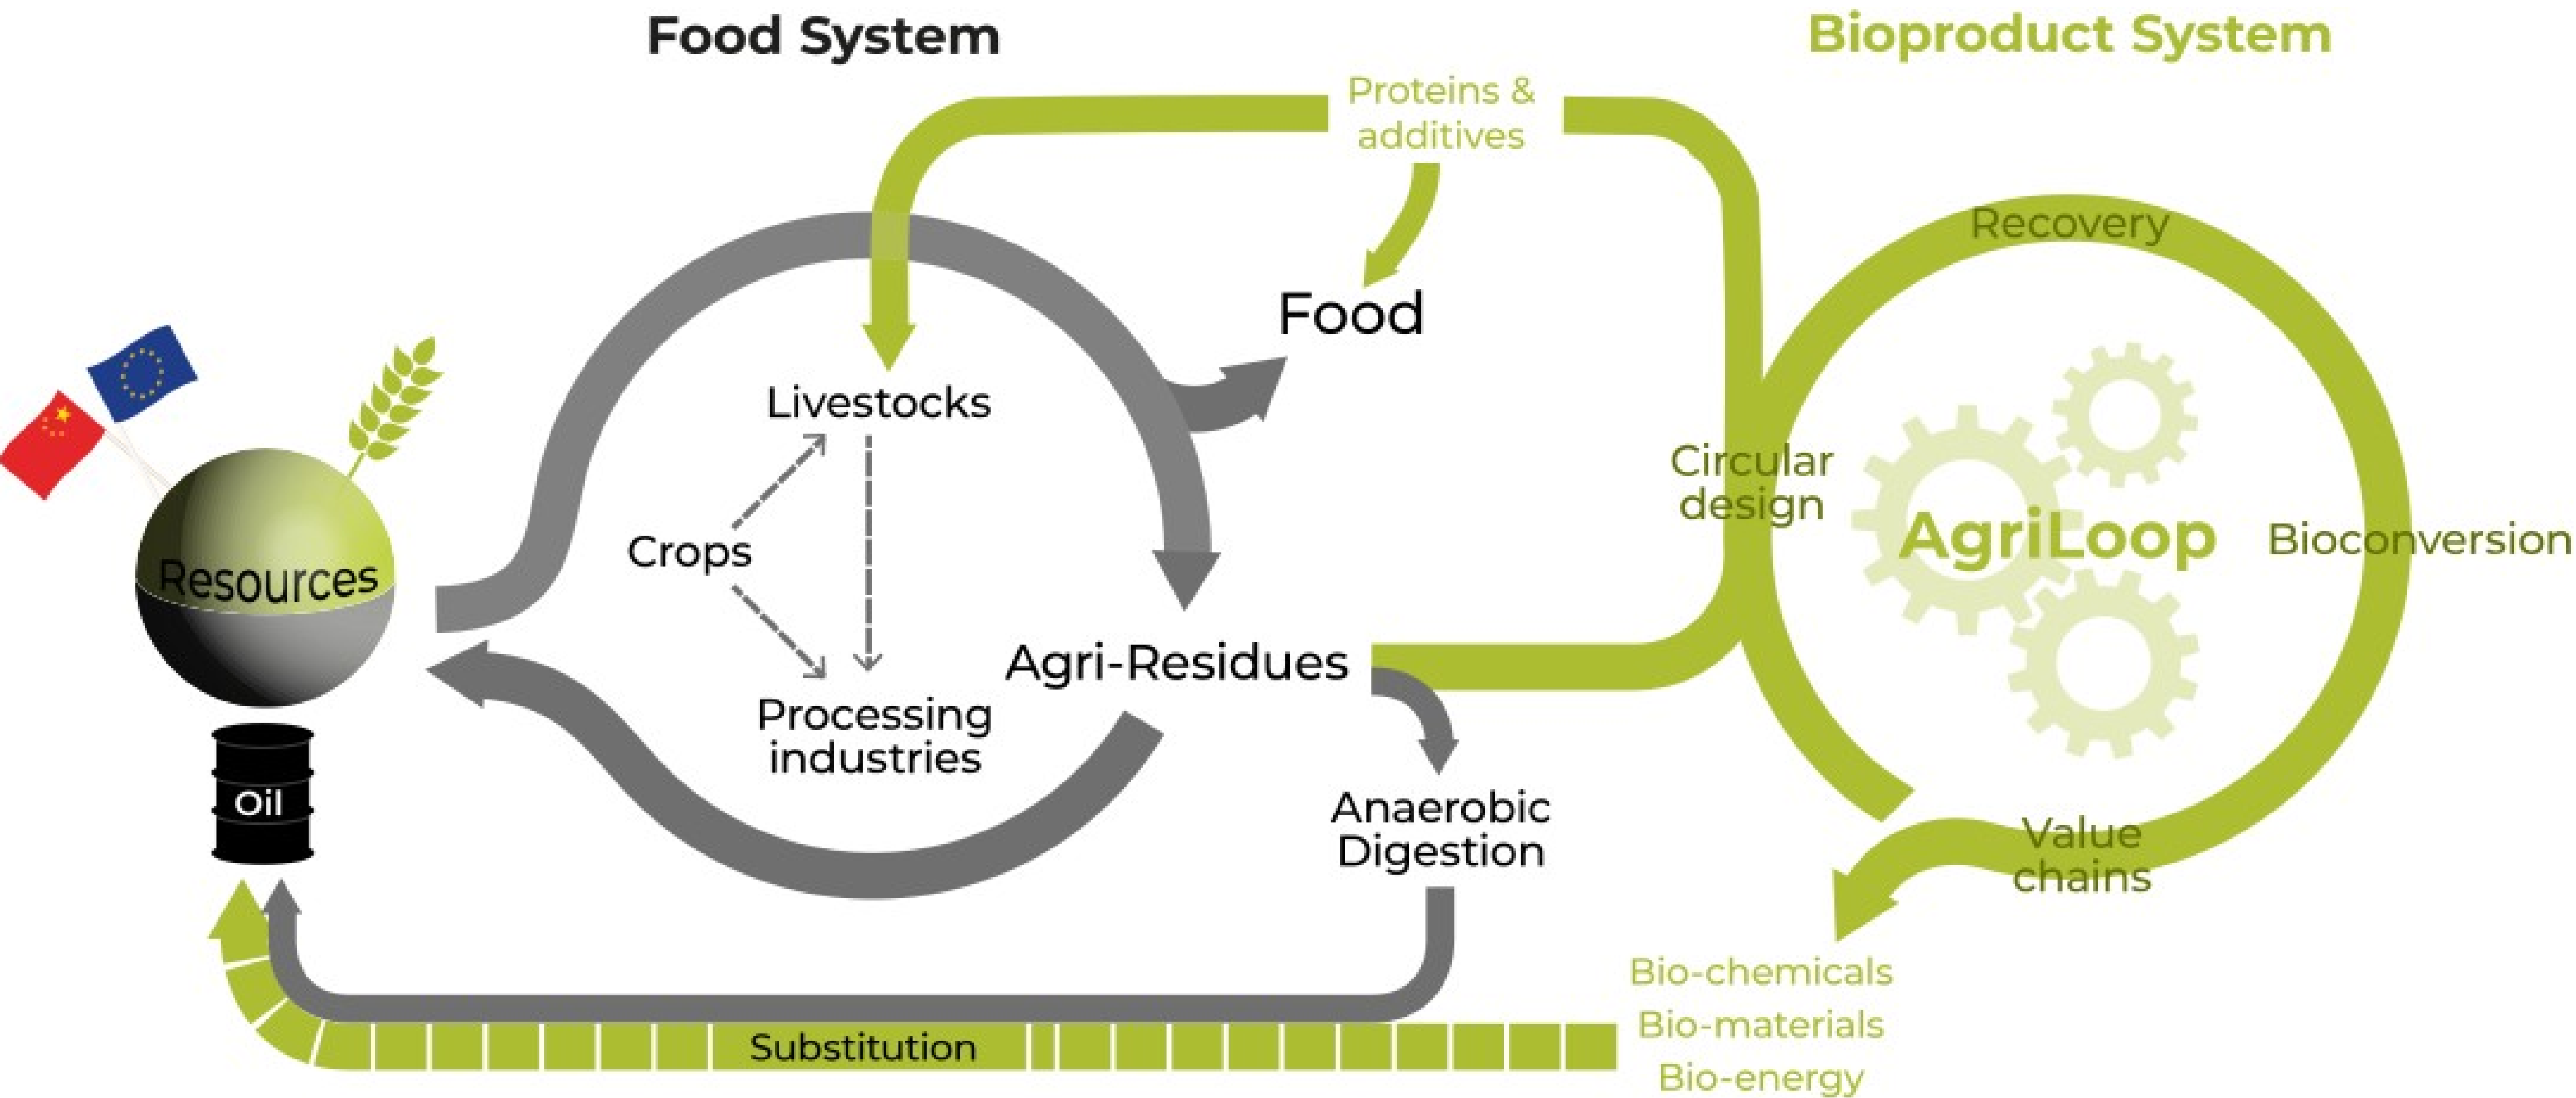 Food System
Bioproduct System
Proteins &
additives
Recovery
Food
Livestocks
Circular
design
Crops
AgriLoop
Bioconversion
Resources
Agri-Residues
Processing
industries
Oil
Anaerobic
Digestion
Value
chains
Bio-chemicals
Bio-materials
Substitution
Bio-energy